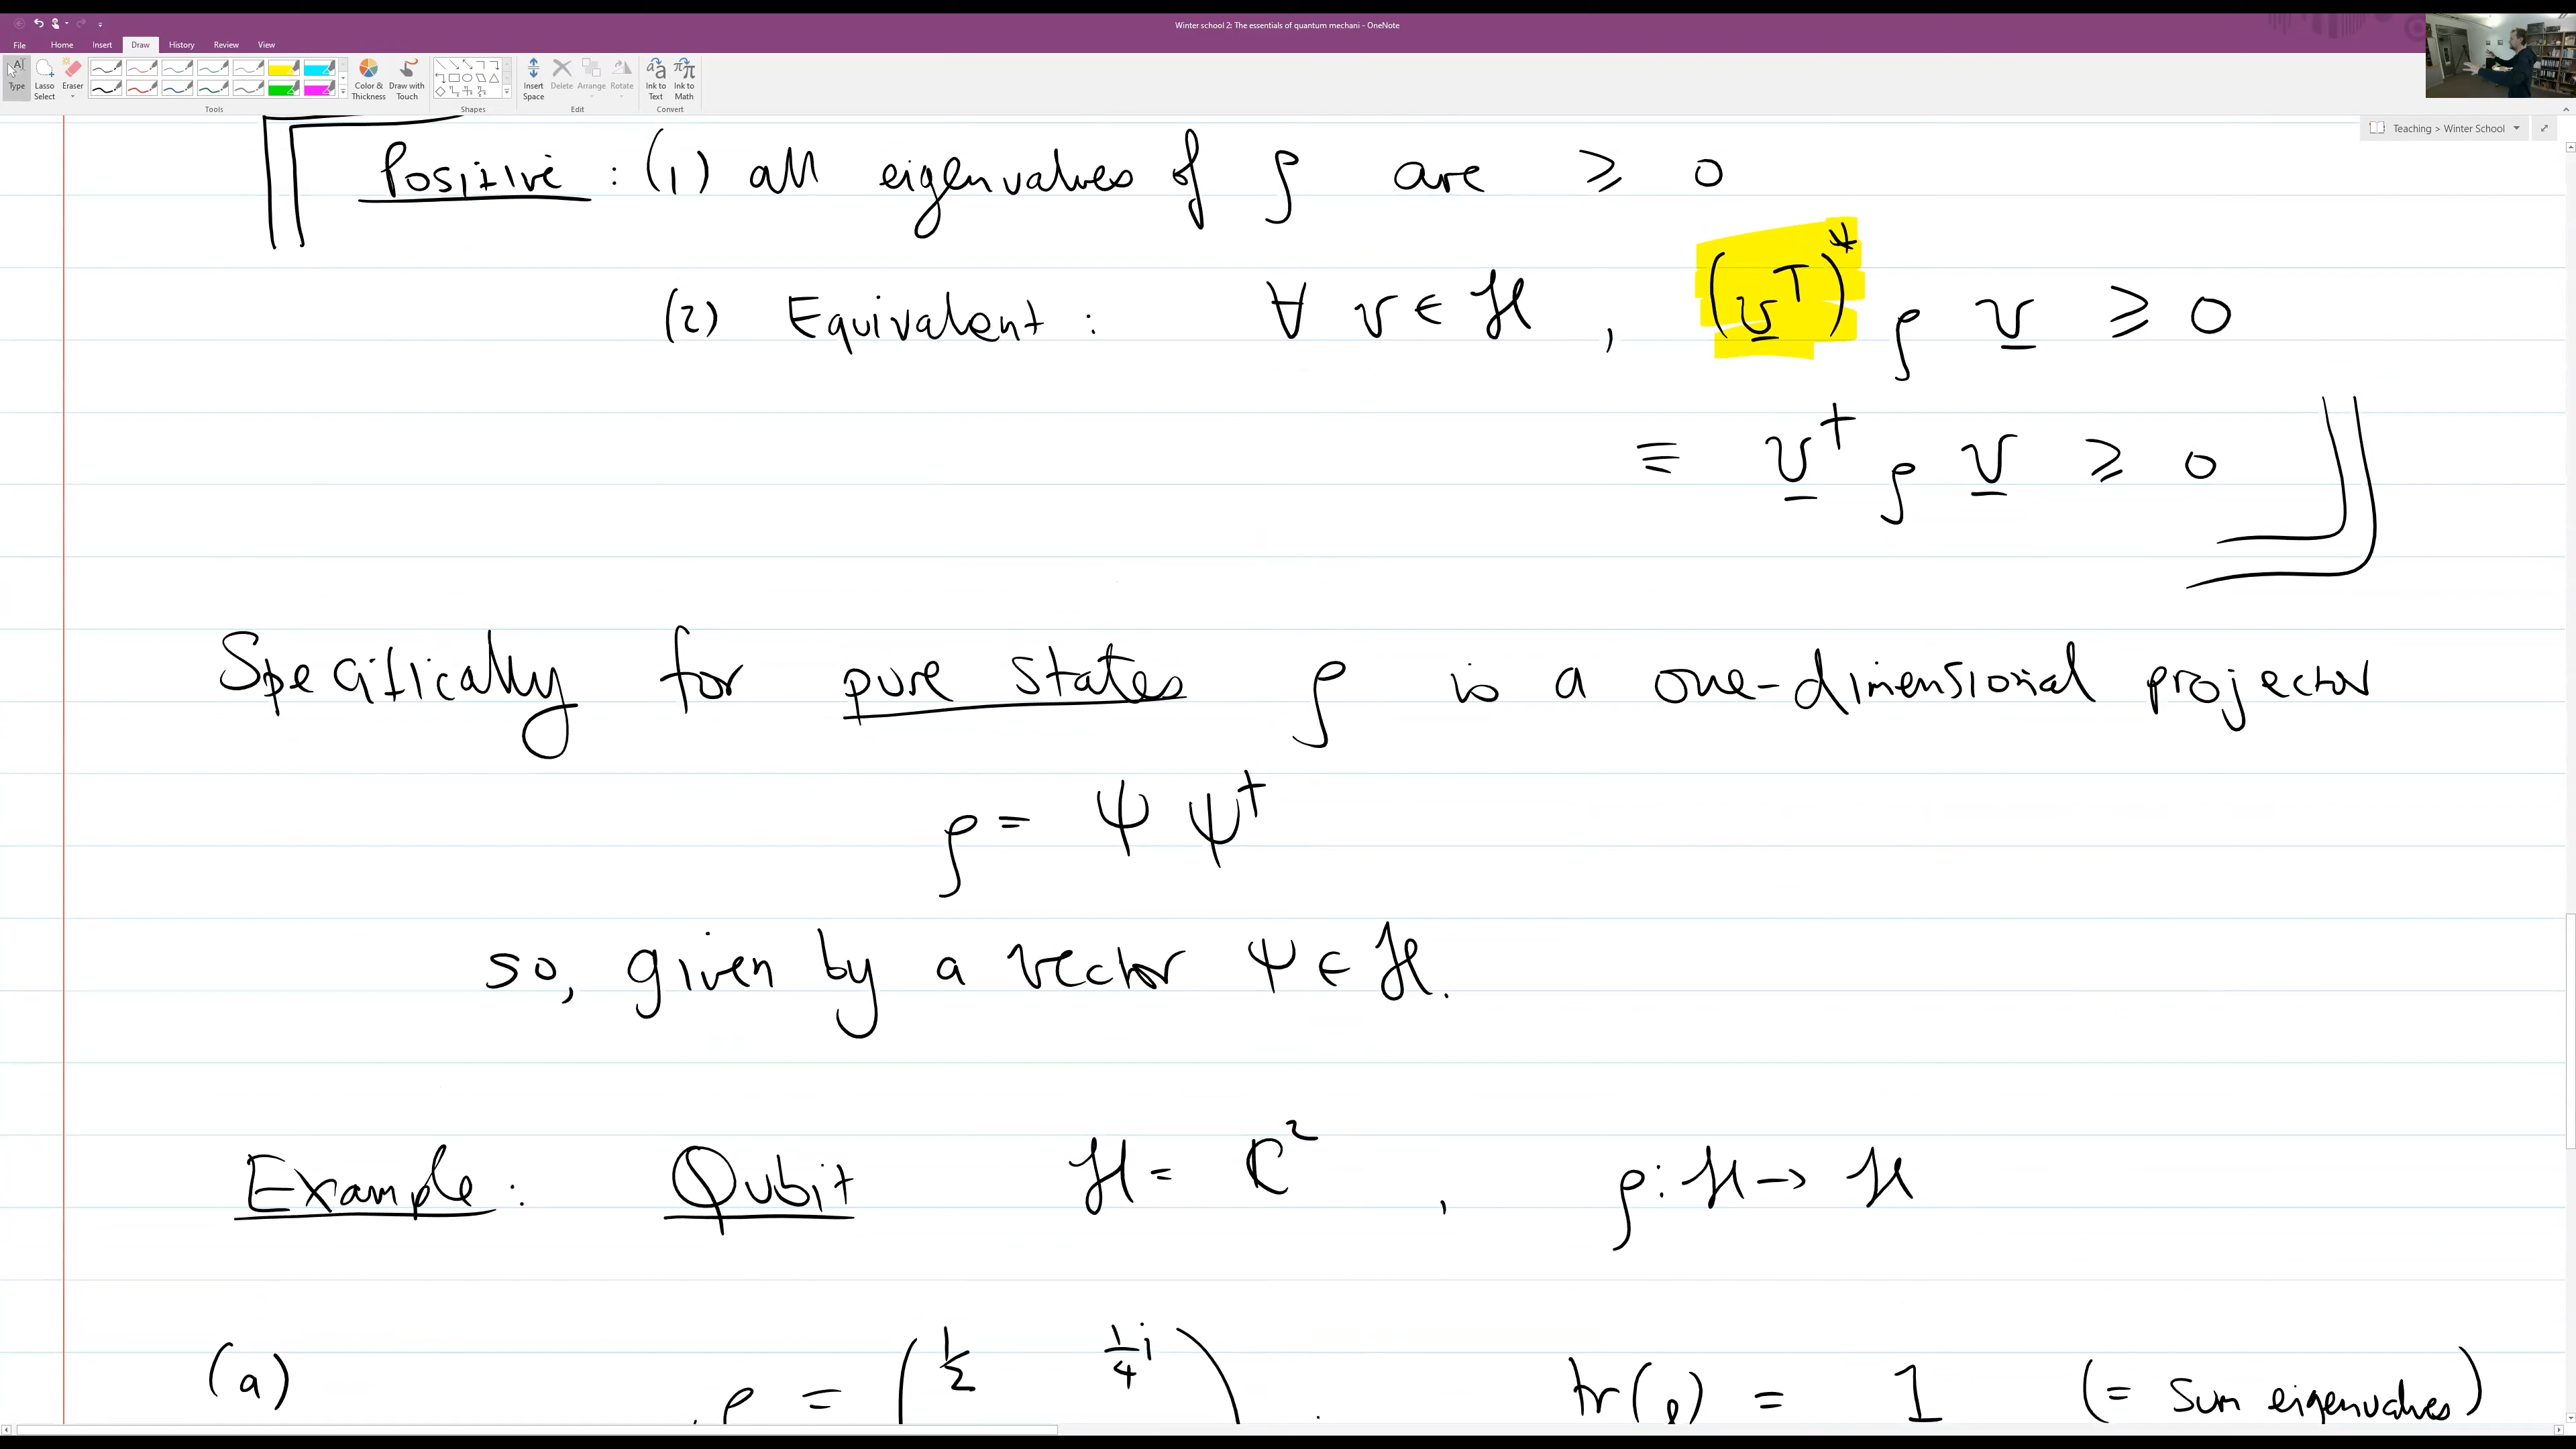 Winter school 2: The essentials of quantum mechani - OneNote
File Home Insert Draw History Review View
Type Lasso Select Eraser Color & Thickness Draw with Touch Insert Space Delete Arrange Rotate Ink to Text Ink to Math
Tools Shapes Edit Convert
Teaching > Winter School
Positive : (1) all eigenvalues of ρ are ⩾ 0
(2) Equivalent : ∀ v ∈ ℋ , (v^T)^* ρ v ⩾ 0
≡ v^† ρ v ⩾ 0
Specifically for pure states ρ is a one-dimensional projector
ρ = Ψ Ψ^†
so, given by a vector Ψ ∈ ℋ.
Example : Qubit ℋ = ℂ^2 , ρ : ℋ → ℋ
(a) ρ = ( 1/2 1/4 i ) tr(ρ) = 1 (= sum eigenvalues)